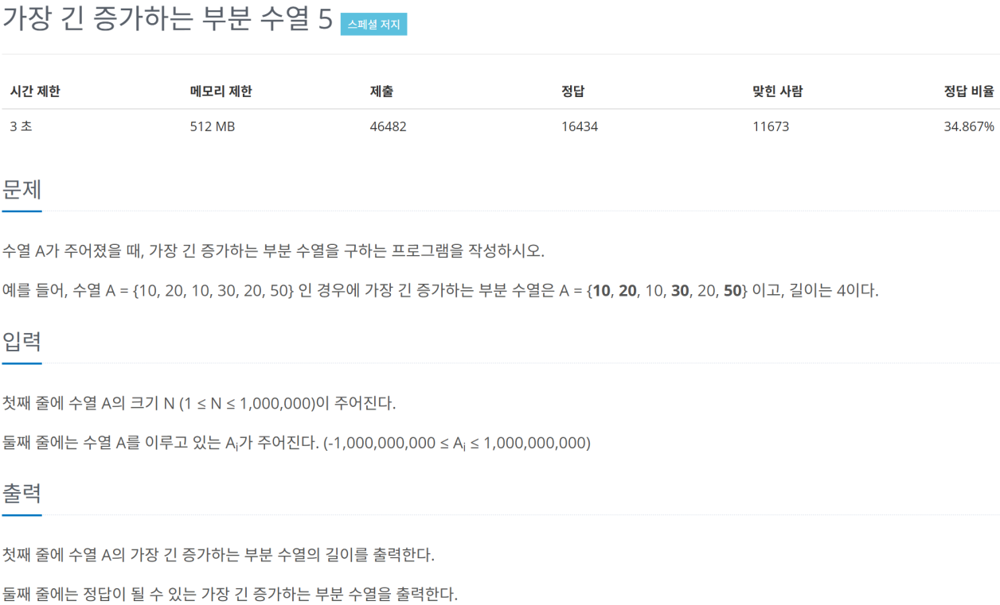 가장 긴 증가하는 부분 수열 5 스페셜 저지
시간 제한 메모리 제한 제출 정답 맞힌 사람 정답 비율
3 초 512 MB 46482 16434 11673 34.867%
문제
수열 A가 주어졌을 때, 가장 긴 증가하는 부분 수열을 구하는 프로그램을 작성하시오.
예를 들어, 수열 A = {10, 20, 10, 30, 20, 50} 인 경우에 가장 긴 증가하는 부분 수열은 A = {10, 20, 10, 30, 20, 50} 이고, 길이는 4이다.
입력
첫째 줄에 수열 A의 크기 N (1 ≤ N ≤ 1,000,000)이 주어진다.
둘째 줄에는 수열 A를 이루고 있는 Ai가 주어진다. (-1,000,000,000 ≤ Ai ≤ 1,000,000,000)
출력
첫째 줄에 수열 A의 가장 긴 증가하는 부분 수열의 길이를 출력한다.
둘째 줄에는 정답이 될 수 있는 가장 긴 증가하는 부분 수열을 출력한다.